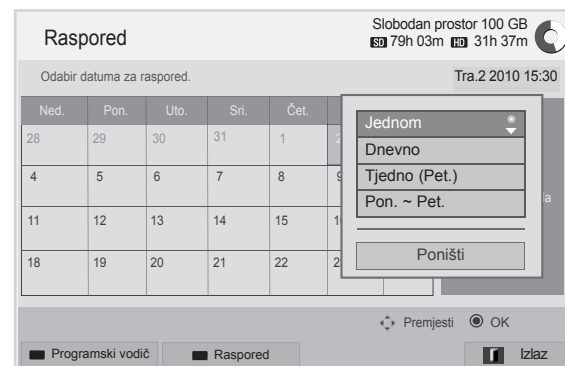 Raspored
Slobodan prostor 100 GB
SD 79h 03m HD 31h 37m
Odabir datuma za raspored.
Tra.2 2010 15:30
Ned. Pon. Uto. Sri. Čet.
28 29 30 31 1
4 5 6 7 8
11 12 13 14 15
18 19 20 21 22
Jednom
Dnevno
Tjedno (Pet.)
Pon. ~ Pet.
Poništi
Premjesti OK
Programski vodič Raspored Izlaz